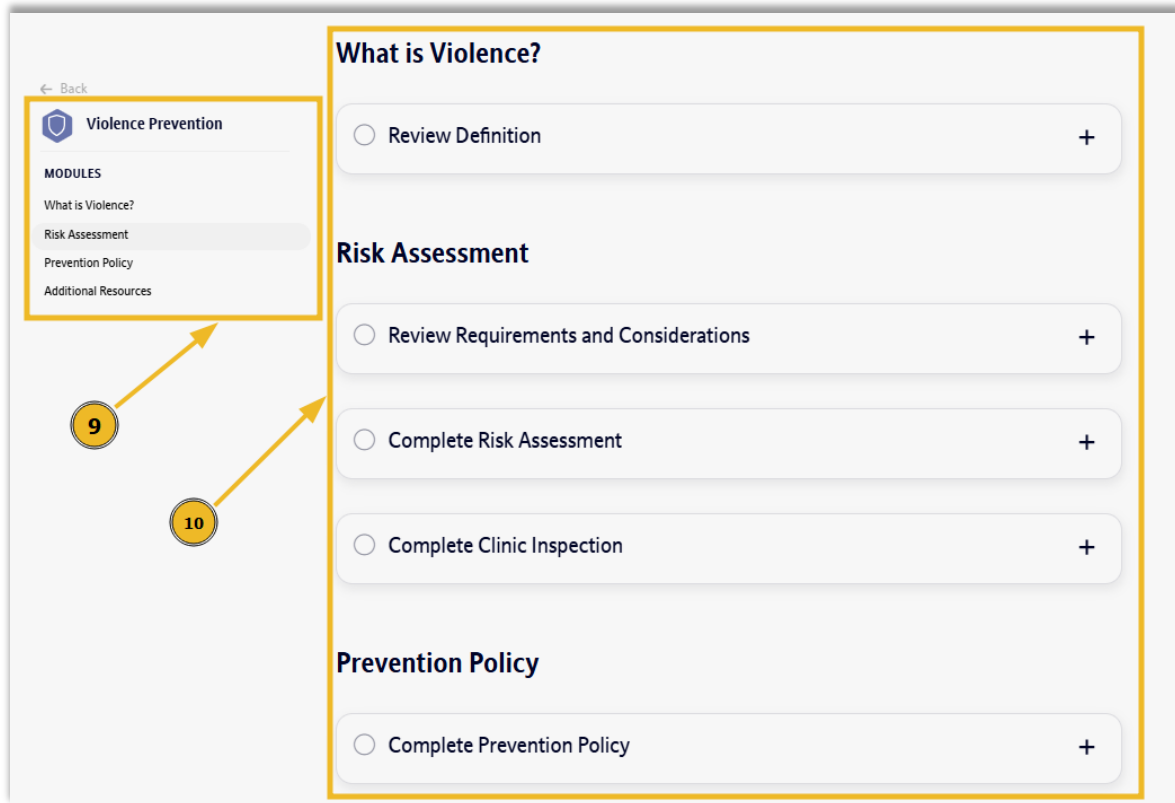 ← Back
Violence Prevention
MODULES
What is Violence?
Risk Assessment
Prevention Policy
Additional Resources
9
10
What is Violence?
Review Definition +
Risk Assessment
Review Requirements and Considerations +
Complete Risk Assessment +
Complete Clinic Inspection +
Prevention Policy
Complete Prevention Policy +